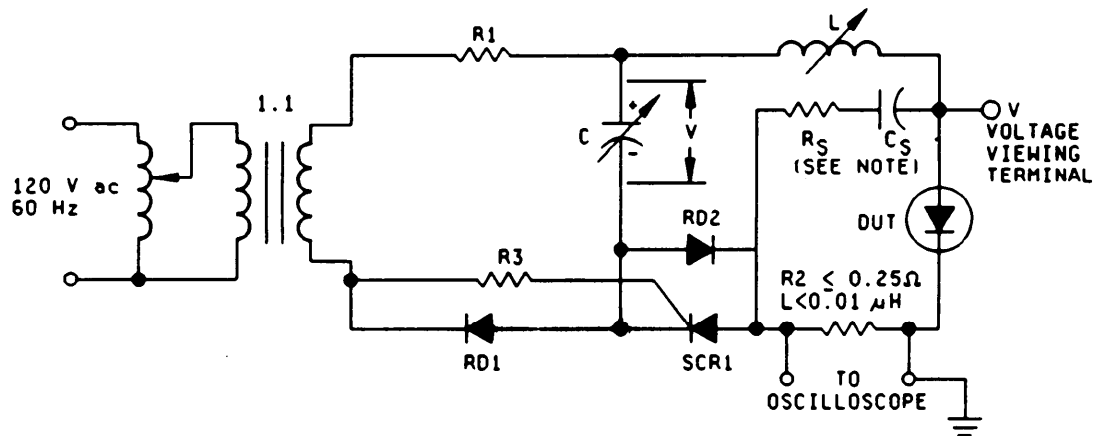 R1
L
1.1
120 V ac
60 Hz
C
+
V
-
R_S
(SEE NOTE)
C_S
V
VOLTAGE
VIEWING
TERMINAL
DUT
RD2
R3
R2 ≤ 0.25Ω
L<0.01 μH
RD1
SCR1
TO
OSCILLOSCOPE